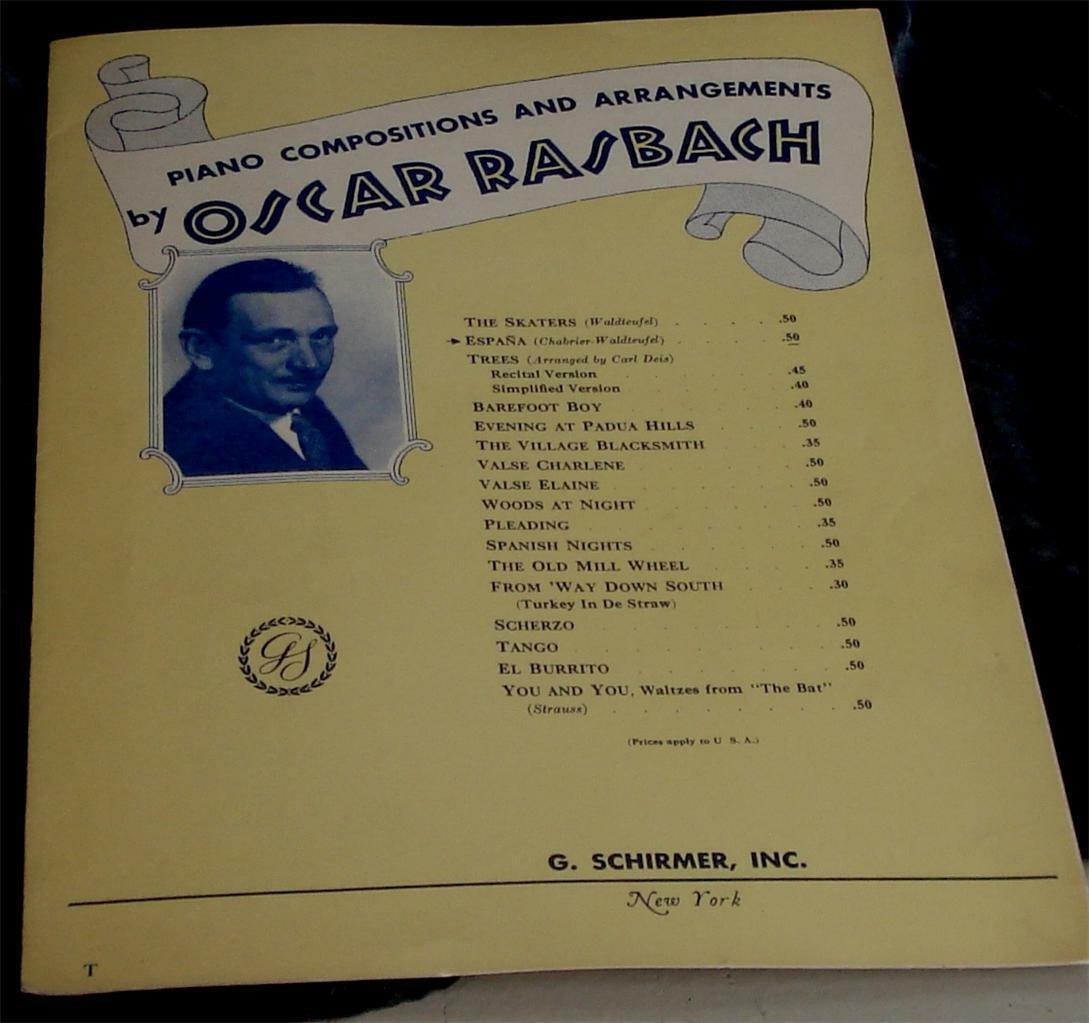 PIANO COMPOSITIONS AND ARRANGEMENTS
by OSCAR RASBACH
THE SKATERS (Waldteufel) . . . . .50
ESPAÑA (Chabrier-Waldteufel) . . . . .50
TREES (Arranged by Carl Deis)
Recital Version . . . . .45
Simplified Version . . . . .40
BAREFOOT BOY . . . . .40
EVENING AT PADUA HILLS . . . .50
THE VILLAGE BLACKSMITH . . . .35
VALSE CHARLENE . . . . .50
VALSE ELAINE . . . . .50
WOODS AT NIGHT . . . . .50
PLEADING . . . . .35
SPANISH NIGHTS . . . . .50
THE OLD MILL WHEEL . . . . .35
FROM 'WAY DOWN SOUTH . . . .30
(Turkey In De Straw)
SCHERZO . . . . .50
TANGO . . . . .50
EL BURRITO . . . . .50
YOU AND YOU, Waltzes from "The Bat"
(Strauss) . . . . . . . . .50
(Prices apply to U. S. A.)
GS
G. SCHIRMER, INC.
New York
T